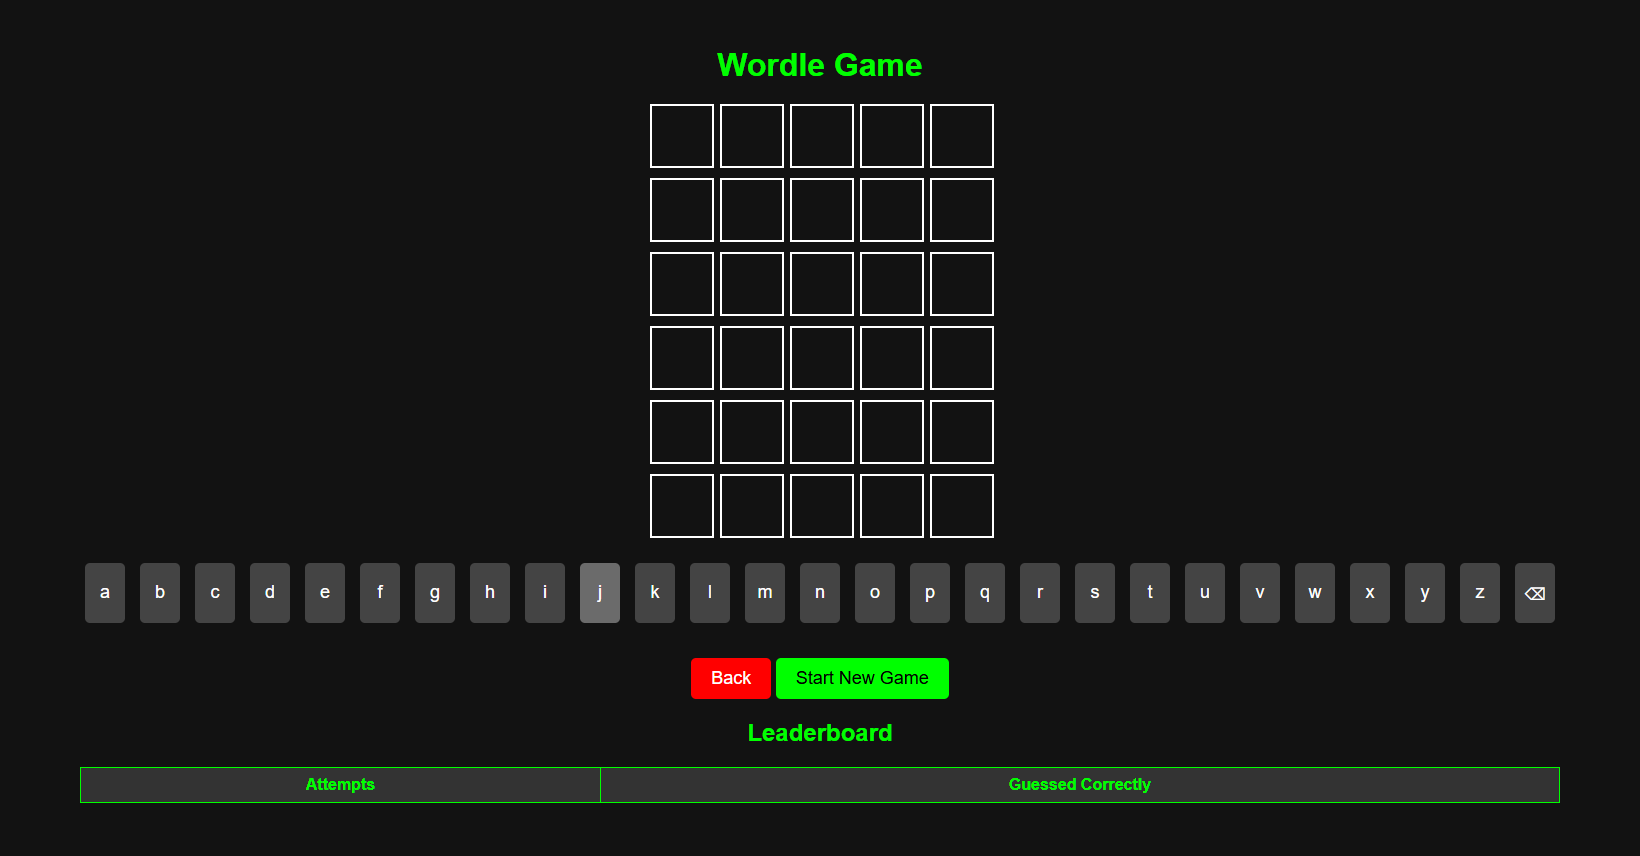 Wordle Game
a b c d e f g h i j k l m n o p q r s t u v w x y z ⌫
Back Start New Game
Leaderboard
Attempts Guessed Correctly